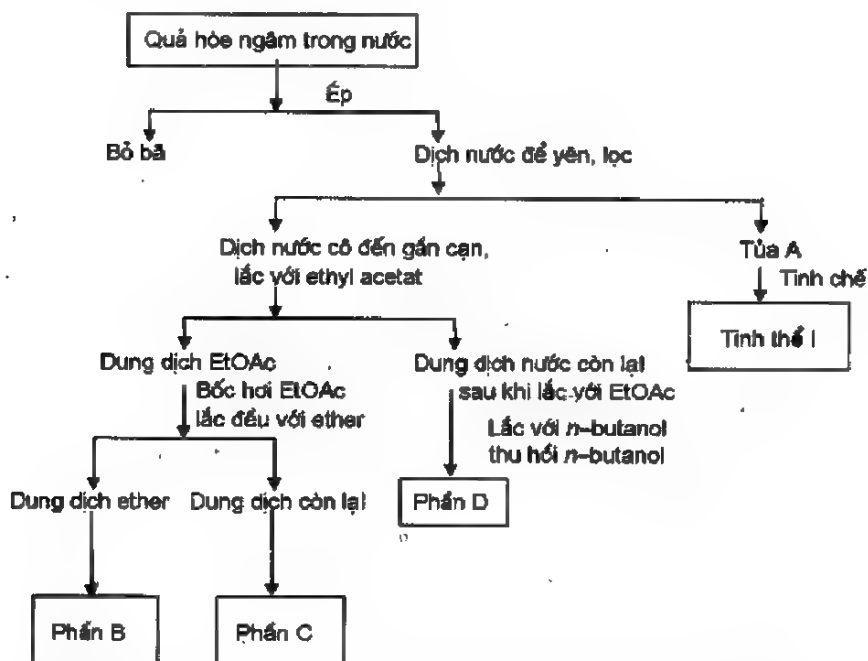 Quả hòe ngâm trong nước
Ép
Bỏ bã
Dịch nước để yên, lọc
Dịch nước cô đến gần cạn,
lắc với ethyl acetat
Tủa A
Tinh chế
Tinh thể I
Dung dịch EtOAc
Bốc hơi EtOAc
lắc đều với ether
Dung dịch nước còn lại
sau khi lắc với EtOAc
Lắc với n-butanol
thu hồi n-butanol
Dung dịch ether
Dung dịch còn lại
Phần D
Phần B
Phần C